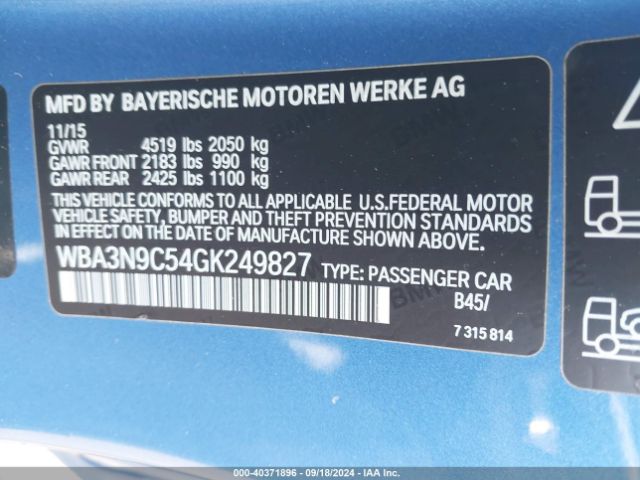 MFD BY BAYERISCHE MOTOREN WERKE AG
11/15
GVWR 4519 lbs 2050 kg
GAWR FRONT 2183 lbs 990 kg
GAWR REAR 2425 lbs 1100 kg
THIS VEHICLE CONFORMS TO ALL APPLICABLE U.S.FEDERAL MOTOR
VEHICLE SAFETY, BUMPER AND THEFT PREVENTION STANDARDS
IN EFFECT ON THE DATE OF MANUFACTURE SHOWN ABOVE.
WBA3N9C54GK249827 TYPE: PASSENGER CAR
B45/
7 315 814
000-40371896 - 09/18/2024 - IAAI.com